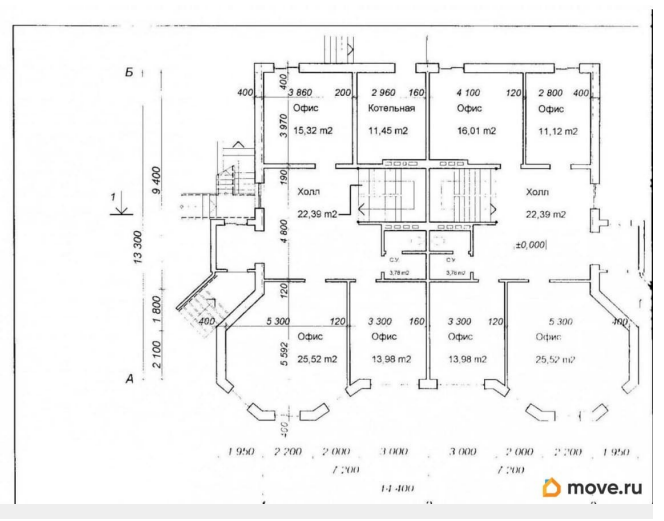 Б
400 3 860 200 2 960 160 4 100 120 2 800 400
400
Офис Котельная Офис Офис
15,32 m2 11,45 m2 16,01 m2 11,12 m2
3 970
190
9 400
13 300
1
Холл Холл
22,39 m2 22,39 m2
4 800
±0,000
С.У. С.У
3,78 m2 3,78 m2
120
1 800
400 5 300 120 3 300 160 3 300 120 5 300 400
Офис Офис Офис Офис
25,52 m2 13,98 m2 13,98 m2 25,52 m2
5 592
2 100
А
400
1 950 2 200 2 000 3 000 3 000 2 000 2 200 1 950
7 200 7 200
14 400
move.ru